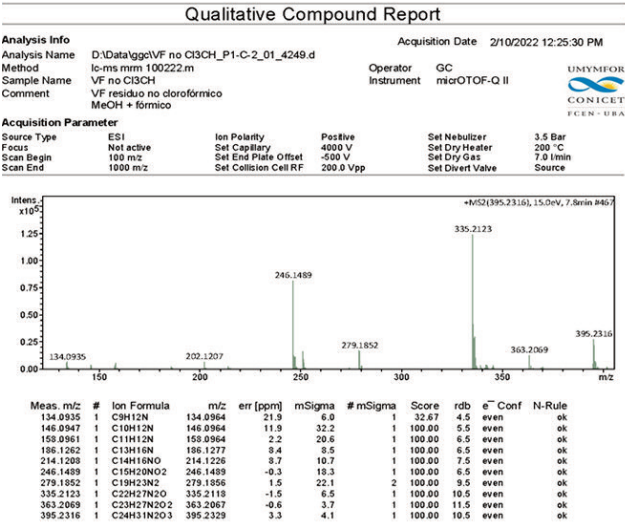 Qualitative Compound Report
Analysis Info
Acquisition Date 2/10/2022 12:25:30 PM
Analysis Name D:\Data\ggc\VF no Cl3CH_P1-C-2_01_4249.d
Method lc-ms mrm 100222.m Operator GC
Sample Name VF no Cl3CH Instrument micrOTOF-Q II
Comment VF residuo no clorofórmico
MeOH + fórmico
UMYMFOR
CONICET
FCEN - UBA
Acquisition Parameter
Source Type ESI Ion Polarity Positive Set Nebulizer 3.5 Bar
Focus Not active Set Capillary 4000 V Set Dry Heater 200 °C
Scan Begin 100 m/z Set End Plate Offset -500 V Set Dry Gas 7.0 l/min
Scan End 1000 m/z Set Collision Cell RF 200.0 Vpp Set Divert Valve Source
Intens.
x10⁵
+MS2(395.2316), 15.0eV, 7.8min #467
335.2123
1.25
1.00
246.1489
0.75
0.50
395.2316
279.1852
0.25
363.2069
134.0935
202.1207
0.00
150 200 250 300 350 m/z
Meas. m/z # Ion Formula m/z err [ppm] mSigma # mSigma Score rdb e⁻ Conf N-Rule
134.0935 1 C9H12N 134.0964 21.9 6.0 1 32.67 4.5 even ok
146.0947 1 C10H12N 146.0964 11.9 32.2 1 100.00 5.5 even ok
158.0961 1 C11H12N 158.0964 2.2 20.6 1 100.00 6.5 even ok
186.1262 1 C13H16N 186.1277 8.4 8.5 1 100.00 6.5 even ok
214.1208 1 C14H16NO 214.1226 8.7 10.7 1 100.00 7.5 even ok
246.1489 1 C15H20NO2 246.1489 -0.3 18.3 1 100.00 6.5 even ok
279.1852 1 C19H23N2 279.1856 1.5 22.1 2 100.00 9.5 even ok
335.2123 1 C22H27N2O 335.2118 -1.5 6.5 1 100.00 10.5 even ok
363.2069 1 C23H27N2O2 363.2067 -0.6 3.7 1 100.00 11.5 even ok
395.2316 1 C24H31N2O3 395.2329 3.3 4.1 1 100.00 10.5 even ok